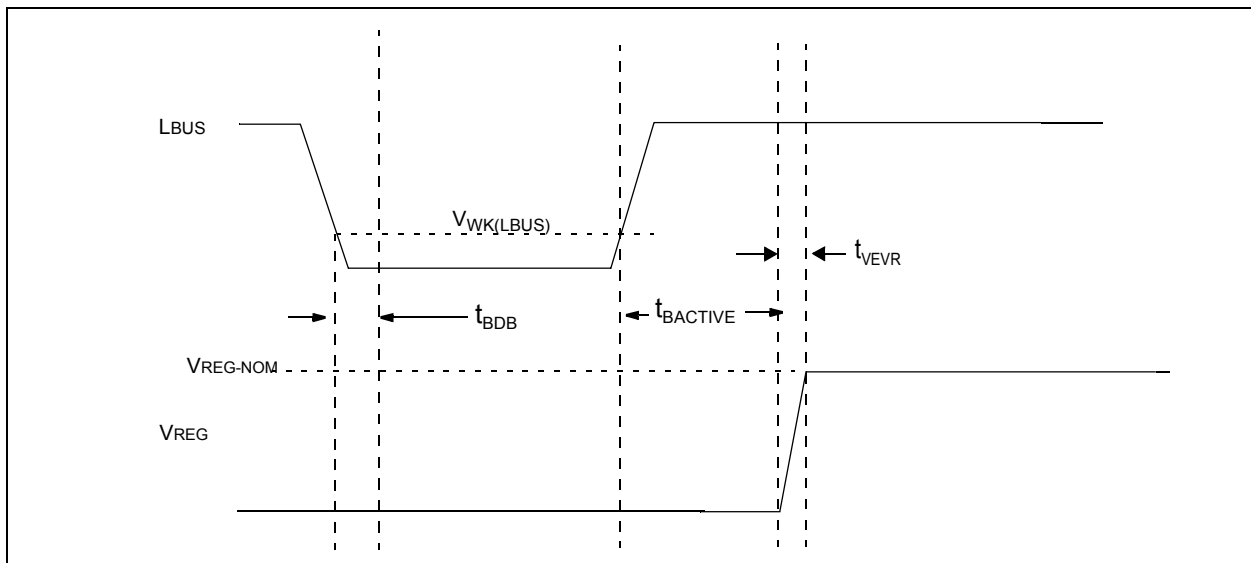 LBUS
VWK(LBUS)
tVEVR
tBDB
tBACTIVE
VREG-NOM
VREG